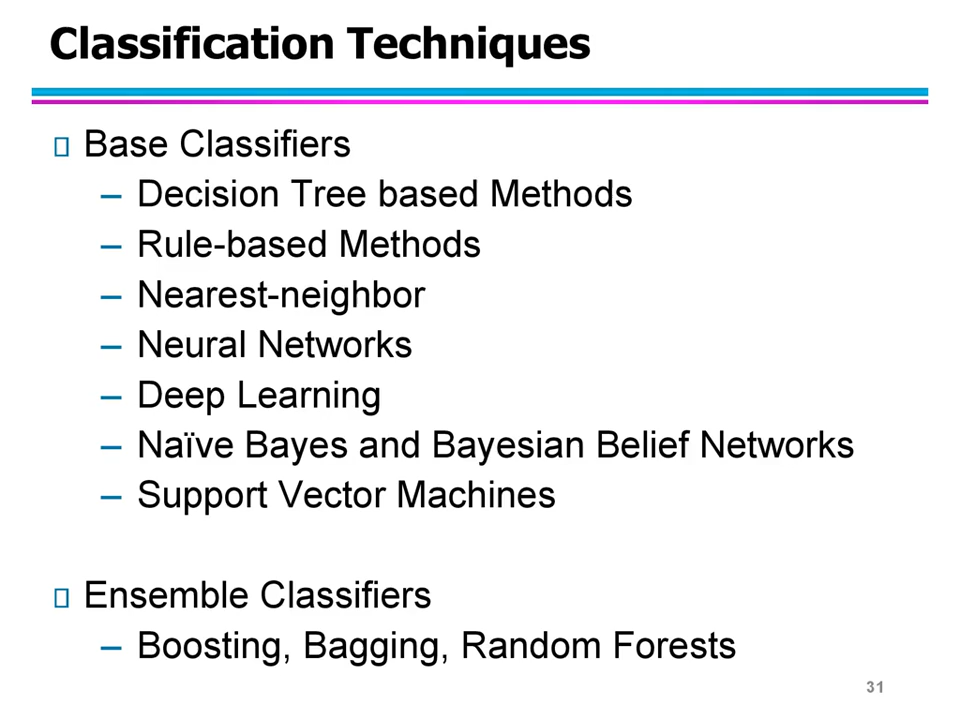 Classification Techniques
Base Classifiers
– Decision Tree based Methods
– Rule-based Methods
– Nearest-neighbor
– Neural Networks
– Deep Learning
– Naïve Bayes and Bayesian Belief Networks
– Support Vector Machines
Ensemble Classifiers
– Boosting, Bagging, Random Forests
31